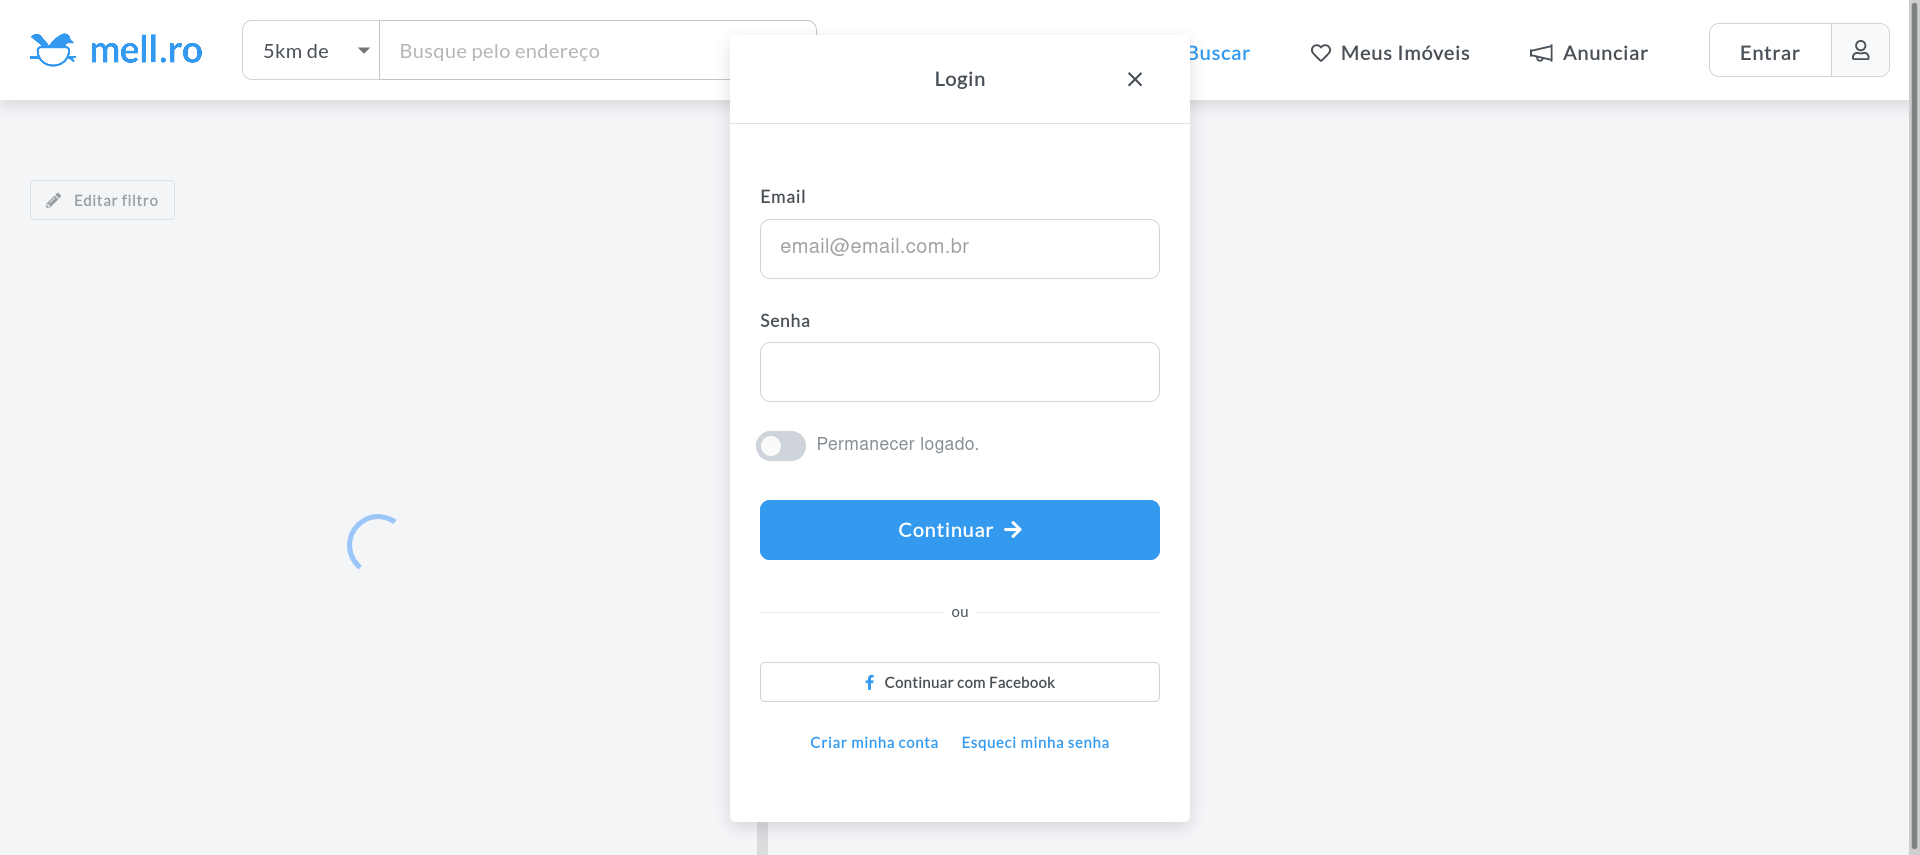 mell.ro
5km de
Busque pelo endereço
Buscar
Meus Imóveis
Anunciar
Entrar
Login
Editar filtro
Email
email@email.com.br
Senha
Permanecer logado.
Continuar
ou
Continuar com Facebook
Criar minha conta
Esqueci minha senha